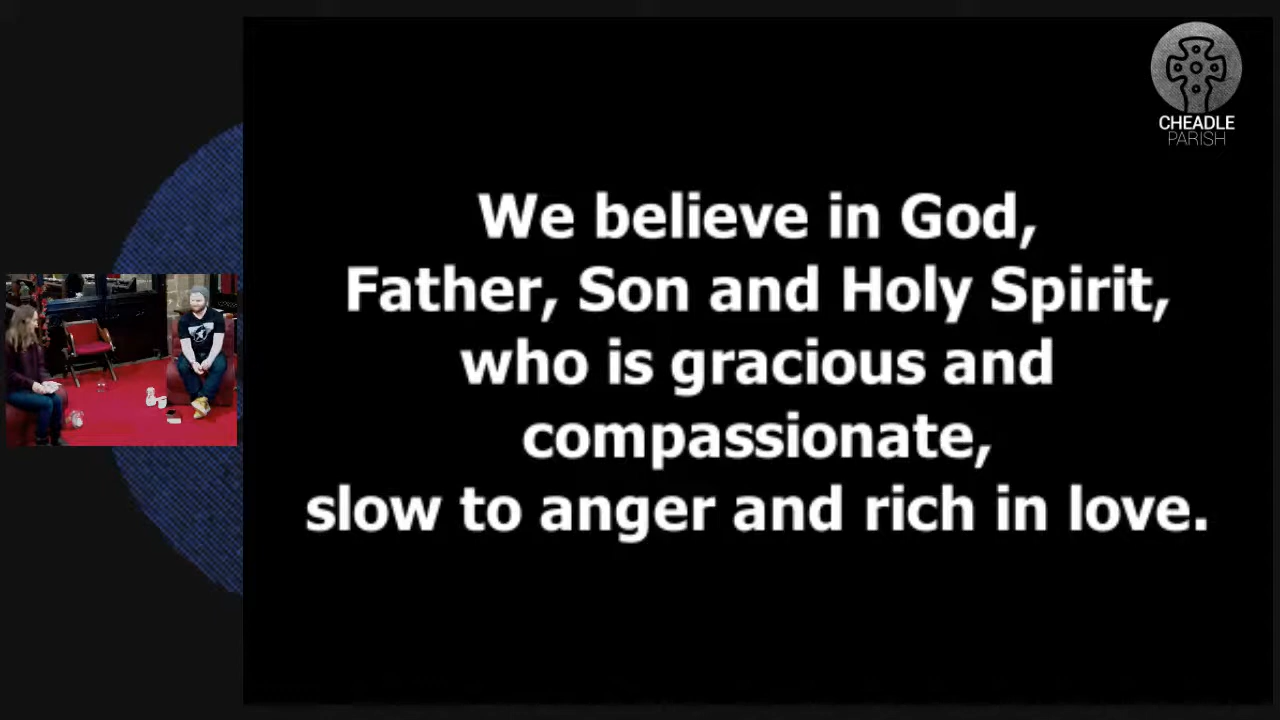 CHEADLE
PARISH
We believe in God,
Father, Son and Holy Spirit,
who is gracious and
compassionate,
slow to anger and rich in love.